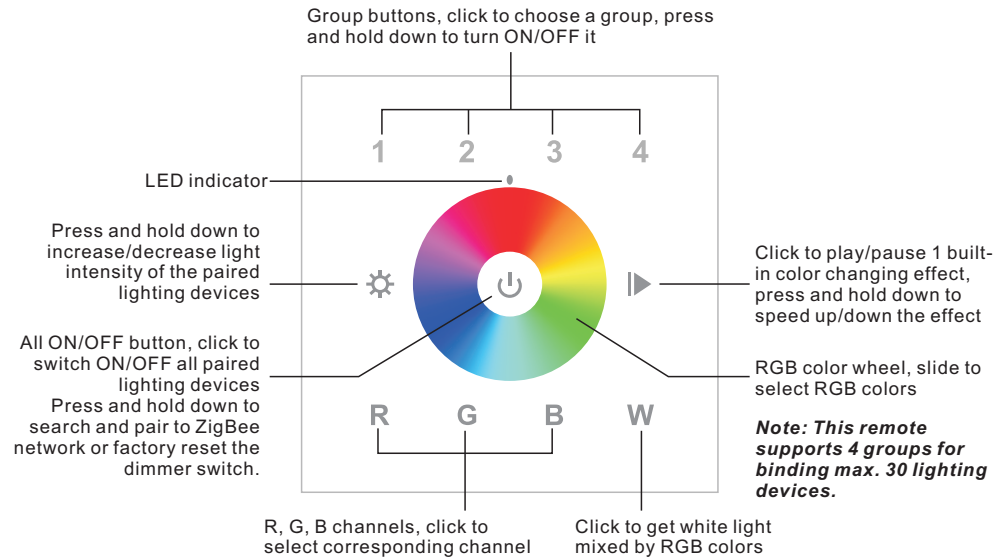 Group buttons, click to choose a group, press
and hold down to turn ON/OFF it
1 2 3 4
LED indicator
Press and hold down to
increase/decrease light
intensity of the paired
lighting devices
Click to play/pause 1 built-
in color changing effect,
press and hold down to
speed up/down the effect
All ON/OFF button, click to
switch ON/OFF all paired
lighting devices
Press and hold down to
search and pair to ZigBee
network or factory reset the
dimmer switch.
RGB color wheel, slide to
select RGB colors
Note: This remote
supports 4 groups for
binding max. 30 lighting
devices.
R G B W
R, G, B channels, click to
select corresponding channel
Click to get white light
mixed by RGB colors